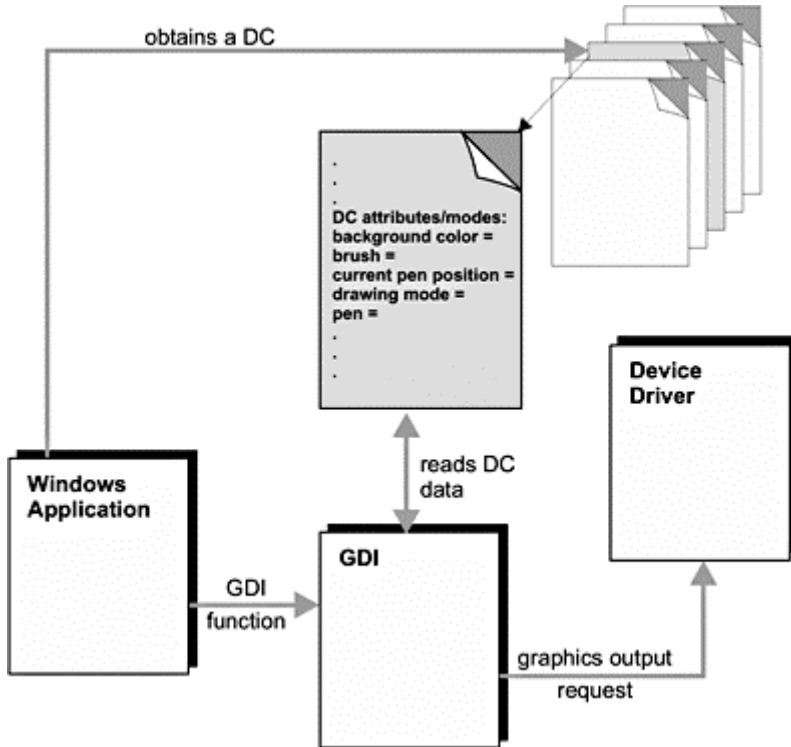 obtains a DC
.
.
.
DC attributes/modes:
background color =
brush =
current pen position =
drawing mode =
pen =
.
.
.
Device
Driver
reads DC
data
Windows
Application
GDI
function
GDI
graphics output
request